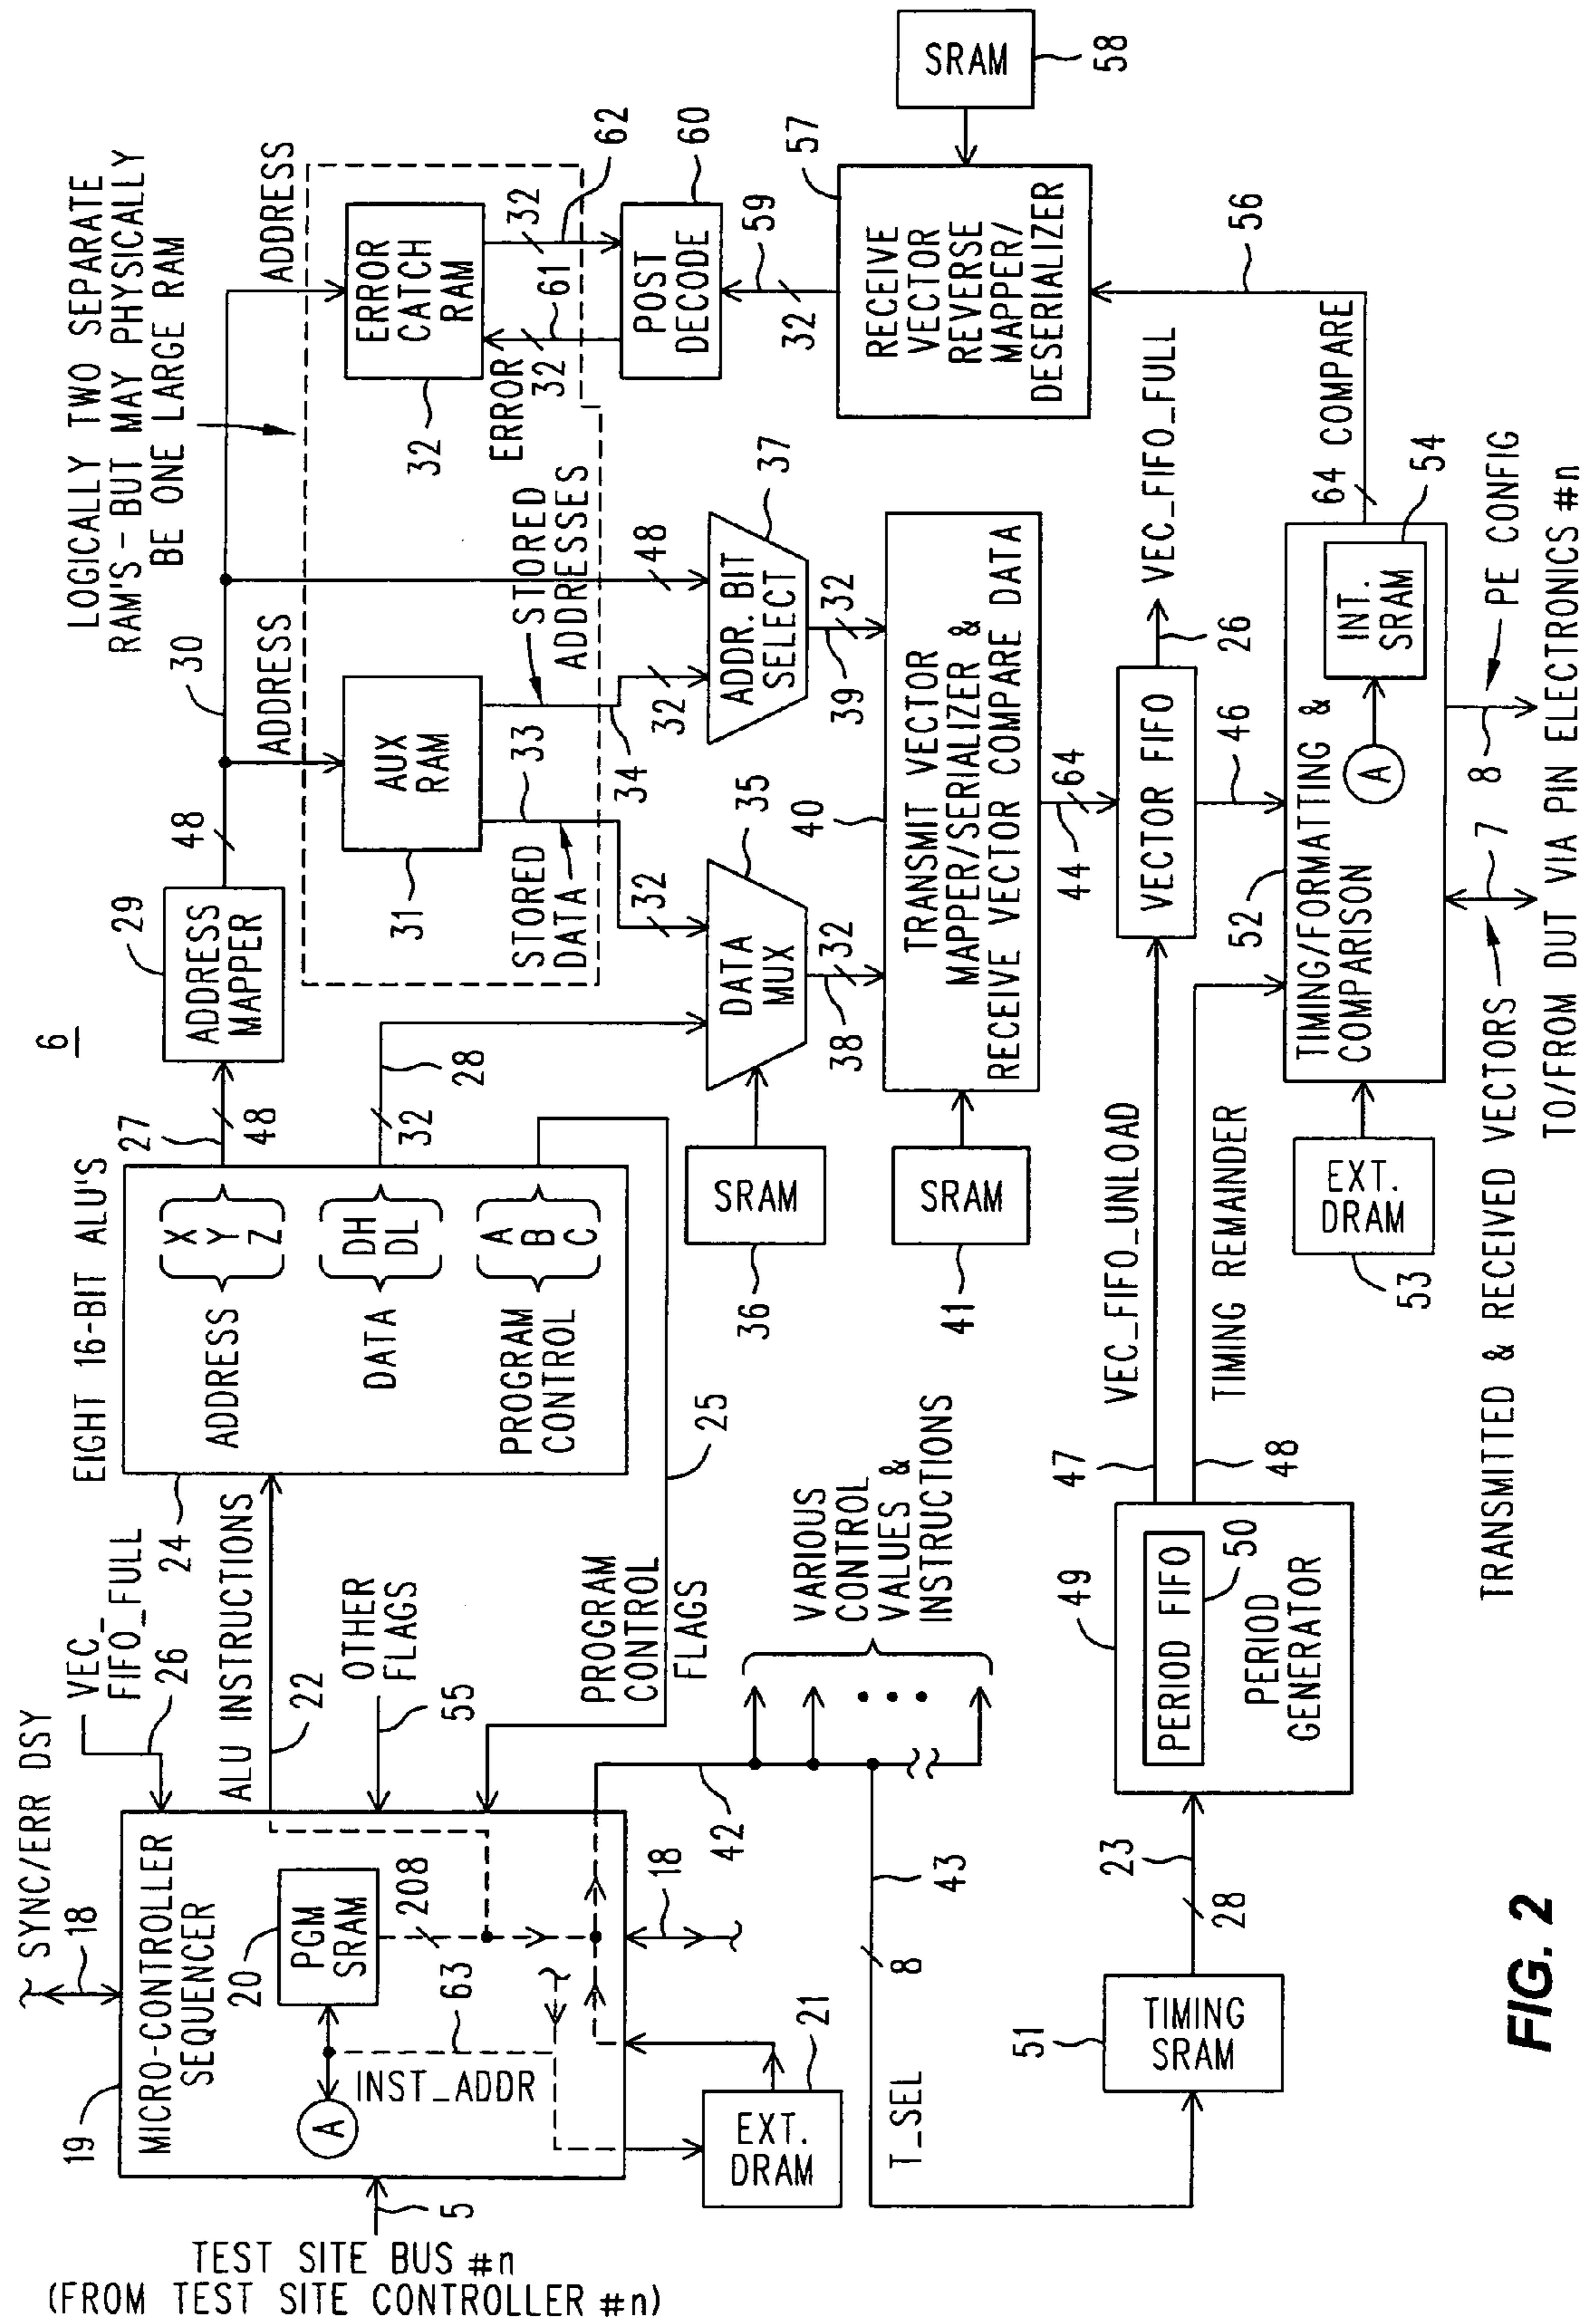 6
SYNC/ERR DSY
18
VEC_
FIFO_FULL
26
19
MICRO-CONTROLLER
SEQUENCER
20
PGM
SRAM
208
A
63
INST_ADDR
5
TEST SITE BUS #n
(FROM TEST SITE CONTROLLER #n)
ALU INSTRUCTIONS
22
OTHER
FLAGS
55
PROGRAM
CONTROL
FLAGS
25
18
EXT.
DRAM
21
42
VARIOUS
CONTROL
VALUES &
INSTRUCTIONS
43
8
T_SEL
EIGHT 16-BIT ALU'S
24
ADDRESS
X
Y
Z
DATA
DH
DL
PROGRAM
CONTROL
A
B
C
27
48
28
32
29
ADDRESS
MAPPER
48
30
LOGICALLY TWO SEPARATE
RAM'S-BUT MAY PHYSICALLY
BE ONE LARGE RAM
ADDRESS
ADDRESS
AUX
RAM
31
33
STORED
DATA
32
34
STORED
ADDRESSES
32
48
ERROR
CATCH
RAM
32
32
62
ERROR
32
61
POST
DECODE
60
59
32
DATA
MUX
35
SRAM
36
ADDR. BIT
SELECT
37
38
32
39
32
40
TRANSMIT VECTOR
MAPPER/SERIALIZER &
RECEIVE VECTOR COMPARE DATA
SRAM
41
RECEIVE
VECTOR
REVERSE
MAPPER/
DESERIALIZER
57
SRAM
58
44
64
VECTOR FIFO
VEC_FIFO_FULL
26
46
VEC_FIFO_UNLOAD
47
TIMING REMAINDER
48
49
PERIOD FIFO
50
PERIOD
GENERATOR
23
28
51
TIMING
SRAM
52
TIMING/FORMATTING &
COMPARISON
A
INT.
SRAM
54
EXT.
DRAM
53
64 COMPARE
56
7
8
PE CONFIG
TRANSMITTED & RECEIVED VECTORS
TO/FROM DUT VIA PIN ELECTRONICS #n
FIG. 2